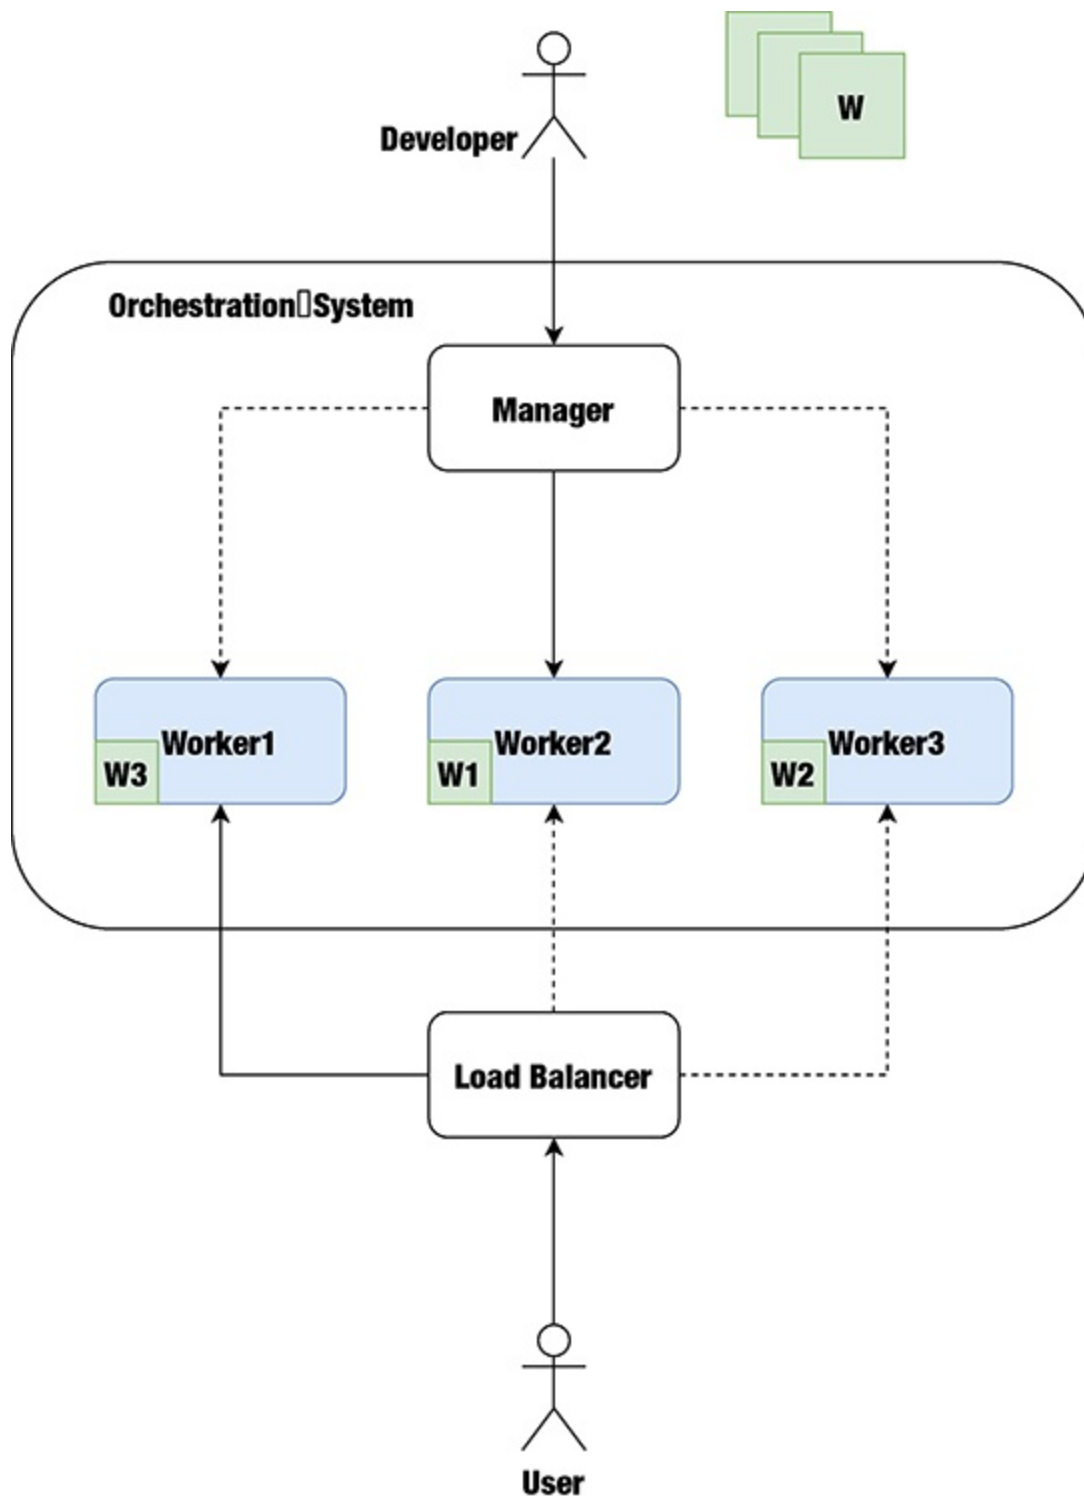 W
Developer
Orchestration▯System
Manager
Worker1
Worker2
Worker3
W3
W1
W2
Load Balancer
User